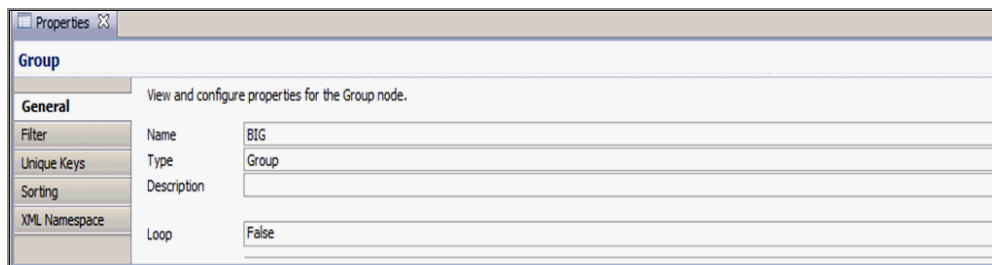 Properties
Group
View and configure properties for the Group node.
General
Filter
Unique Keys
Sorting
XML Namespace
Name BIG
Type Group
Description
Loop False